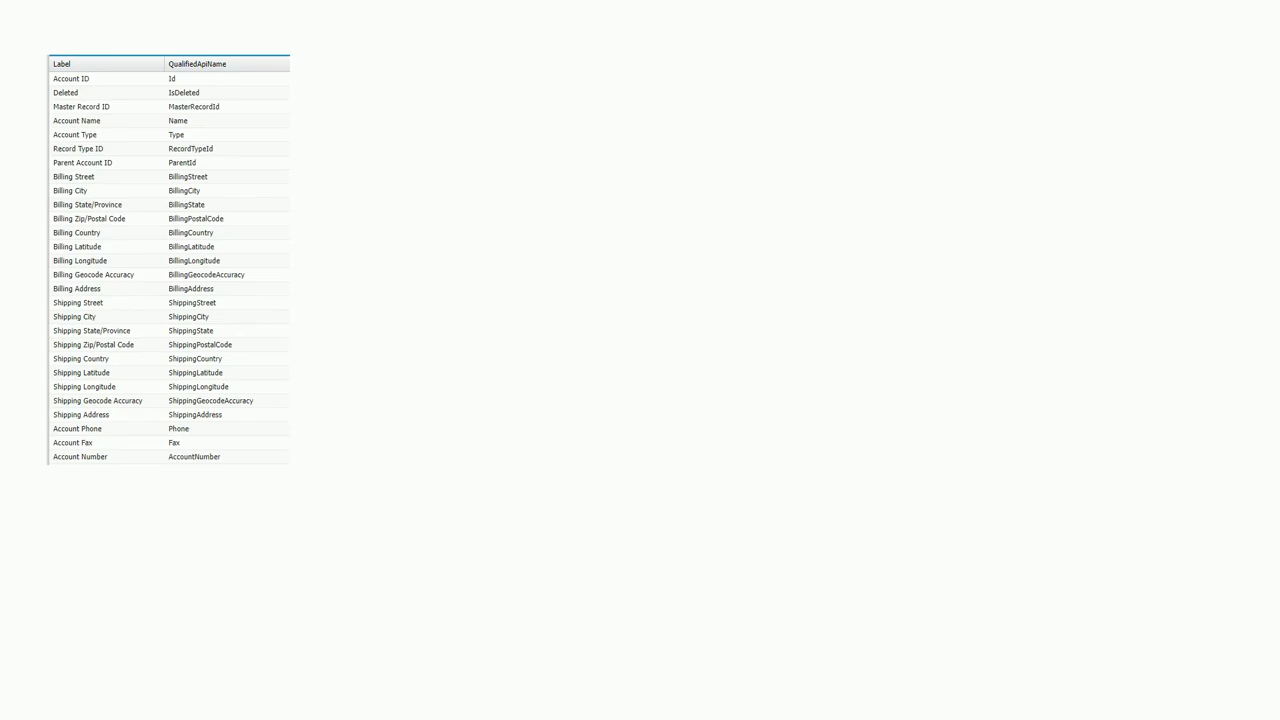 Label QualifiedApiName
Account ID Id
Deleted IsDeleted
Master Record ID MasterRecordId
Account Name Name
Account Type Type
Record Type ID RecordTypeId
Parent Account ID ParentId
Billing Street BillingStreet
Billing City BillingCity
Billing State/Province BillingState
Billing Zip/Postal Code BillingPostalCode
Billing Country BillingCountry
Billing Latitude BillingLatitude
Billing Longitude BillingLongitude
Billing Geocode Accuracy BillingGeocodeAccuracy
Billing Address BillingAddress
Shipping Street ShippingStreet
Shipping City ShippingCity
Shipping State/Province ShippingState
Shipping Zip/Postal Code ShippingPostalCode
Shipping Country ShippingCountry
Shipping Latitude ShippingLatitude
Shipping Longitude ShippingLongitude
Shipping Geocode Accuracy ShippingGeocodeAccuracy
Shipping Address ShippingAddress
Account Phone Phone
Account Fax Fax
Account Number AccountNumber